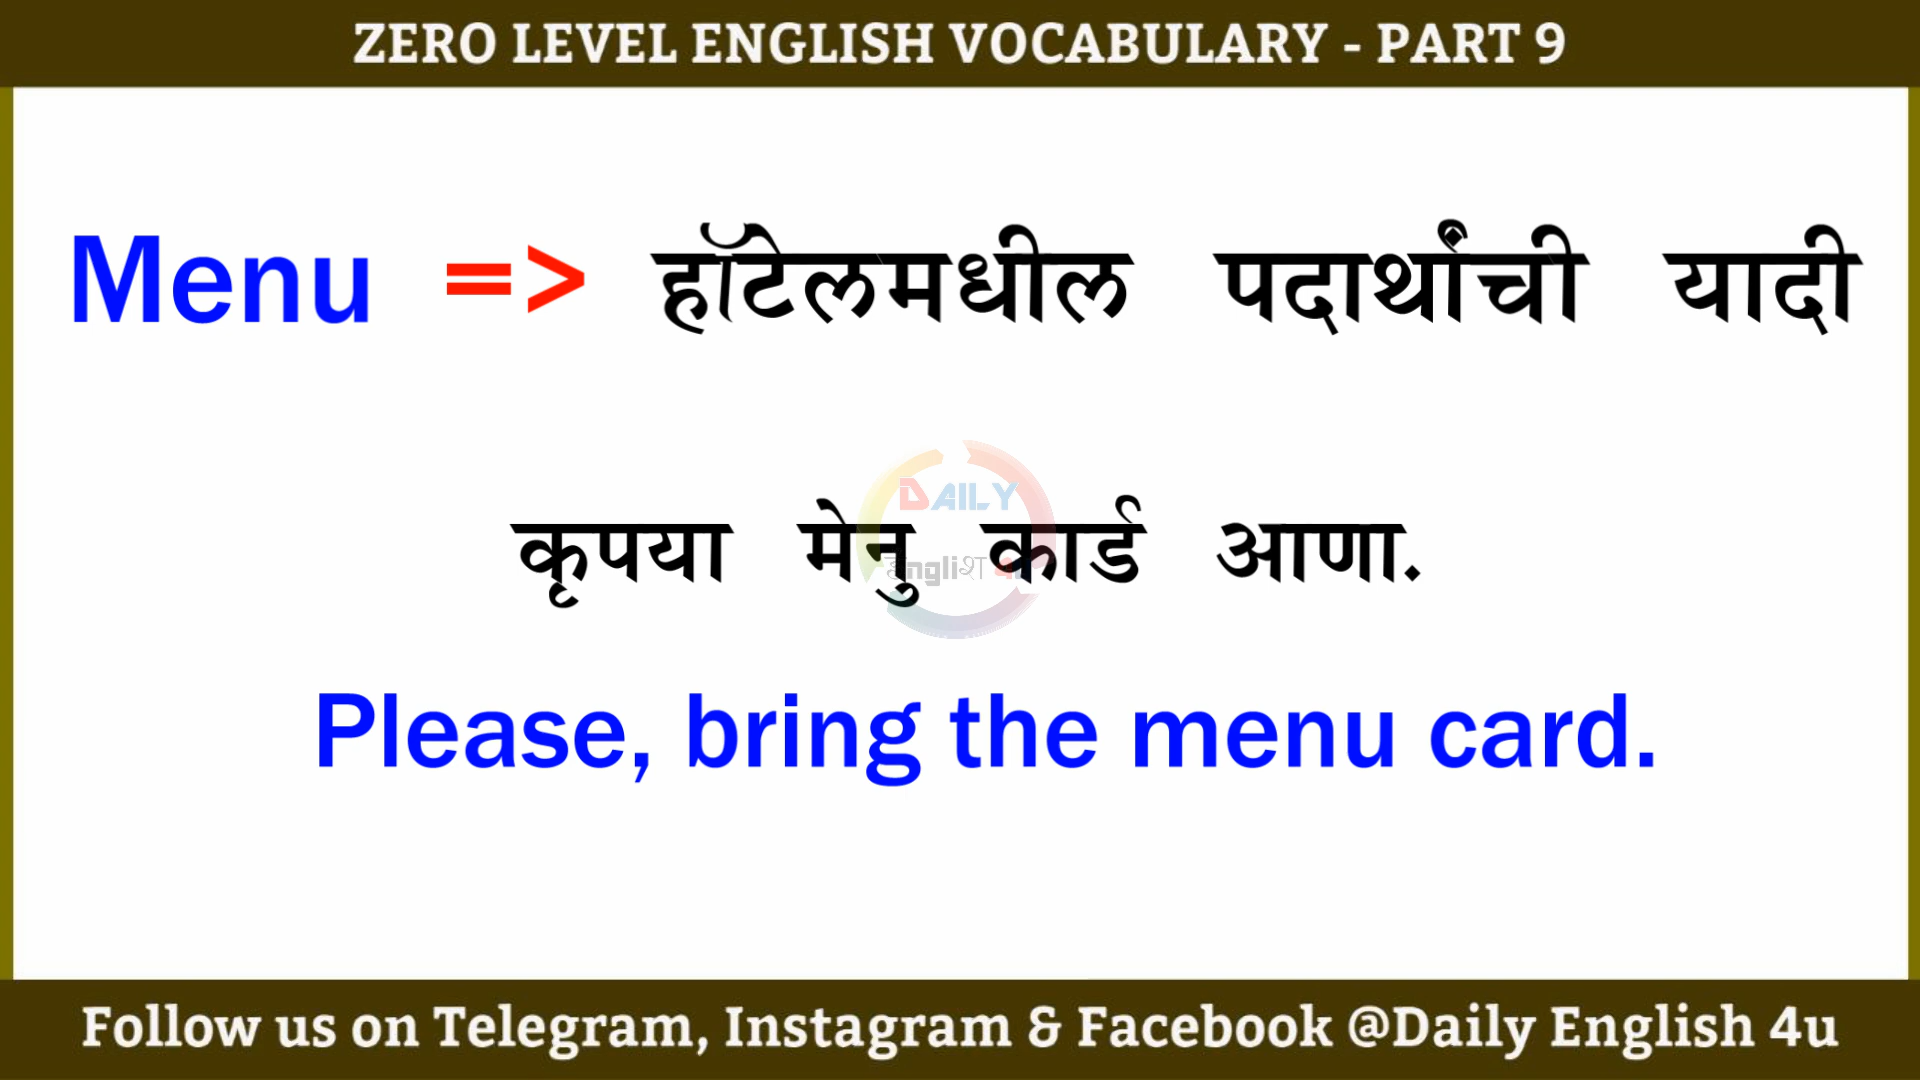 ZERO LEVEL ENGLISH VOCABULARY - PART 9
Menu => हॉटेलमधील पदार्थांची यादी
DAILY
कृपया मेनु कार्ड आणा.
Please, bring the menu card.
Follow us on Telegram, Instagram & Facebook @Daily English 4u